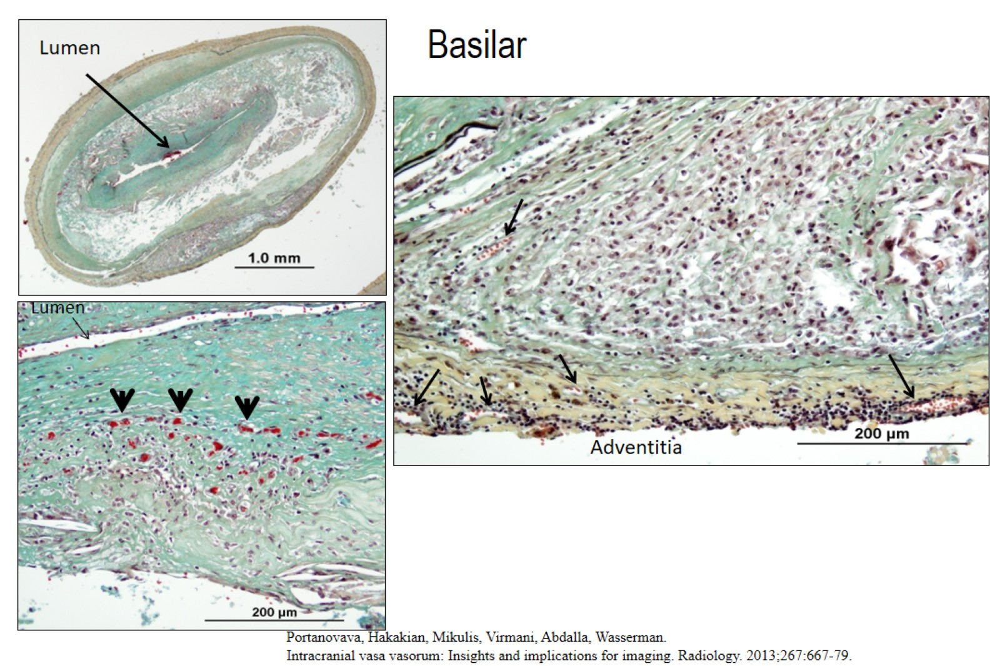 Basilar
Lumen
1.0 mm
Lumen
200 µm
Adventitia
200 µm
Portanovava, Hakakian, Mikulis, Virmani, Abdalla, Wasserman.
Intracranial vasa vasorum: Insights and implications for imaging. Radiology. 2013;267:667-79.